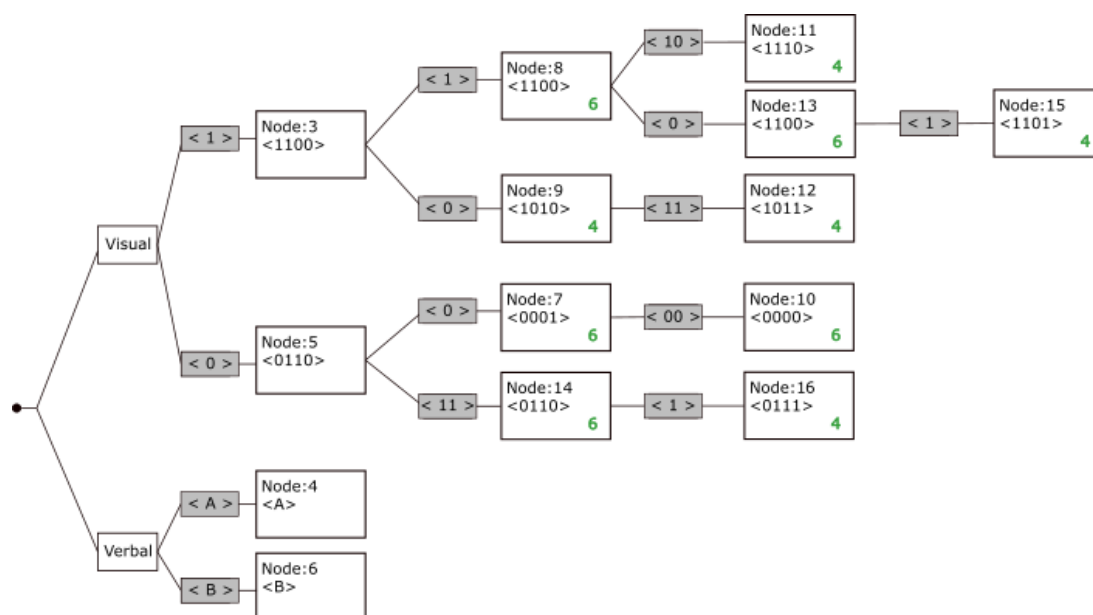 < 10 >
Node:11
<1110>
4
Node:8
<1100>
6
< 1 >
< 0 >
Node:13
<1100>
6
< 1 >
Node:15
<1101>
4
< 1 >
Node:3
<1100>
< 0 >
Node:9
<1010>
4
< 11 >
Node:12
<1011>
4
Visual
< 0 >
Node:5
<0110>
< 0 >
Node:7
<0001>
6
< 00 >
Node:10
<0000>
6
< 11 >
Node:14
<0110>
6
< 1 >
Node:16
<0111>
4
Verbal
< A >
Node:4
<A>
< B >
Node:6
<B>